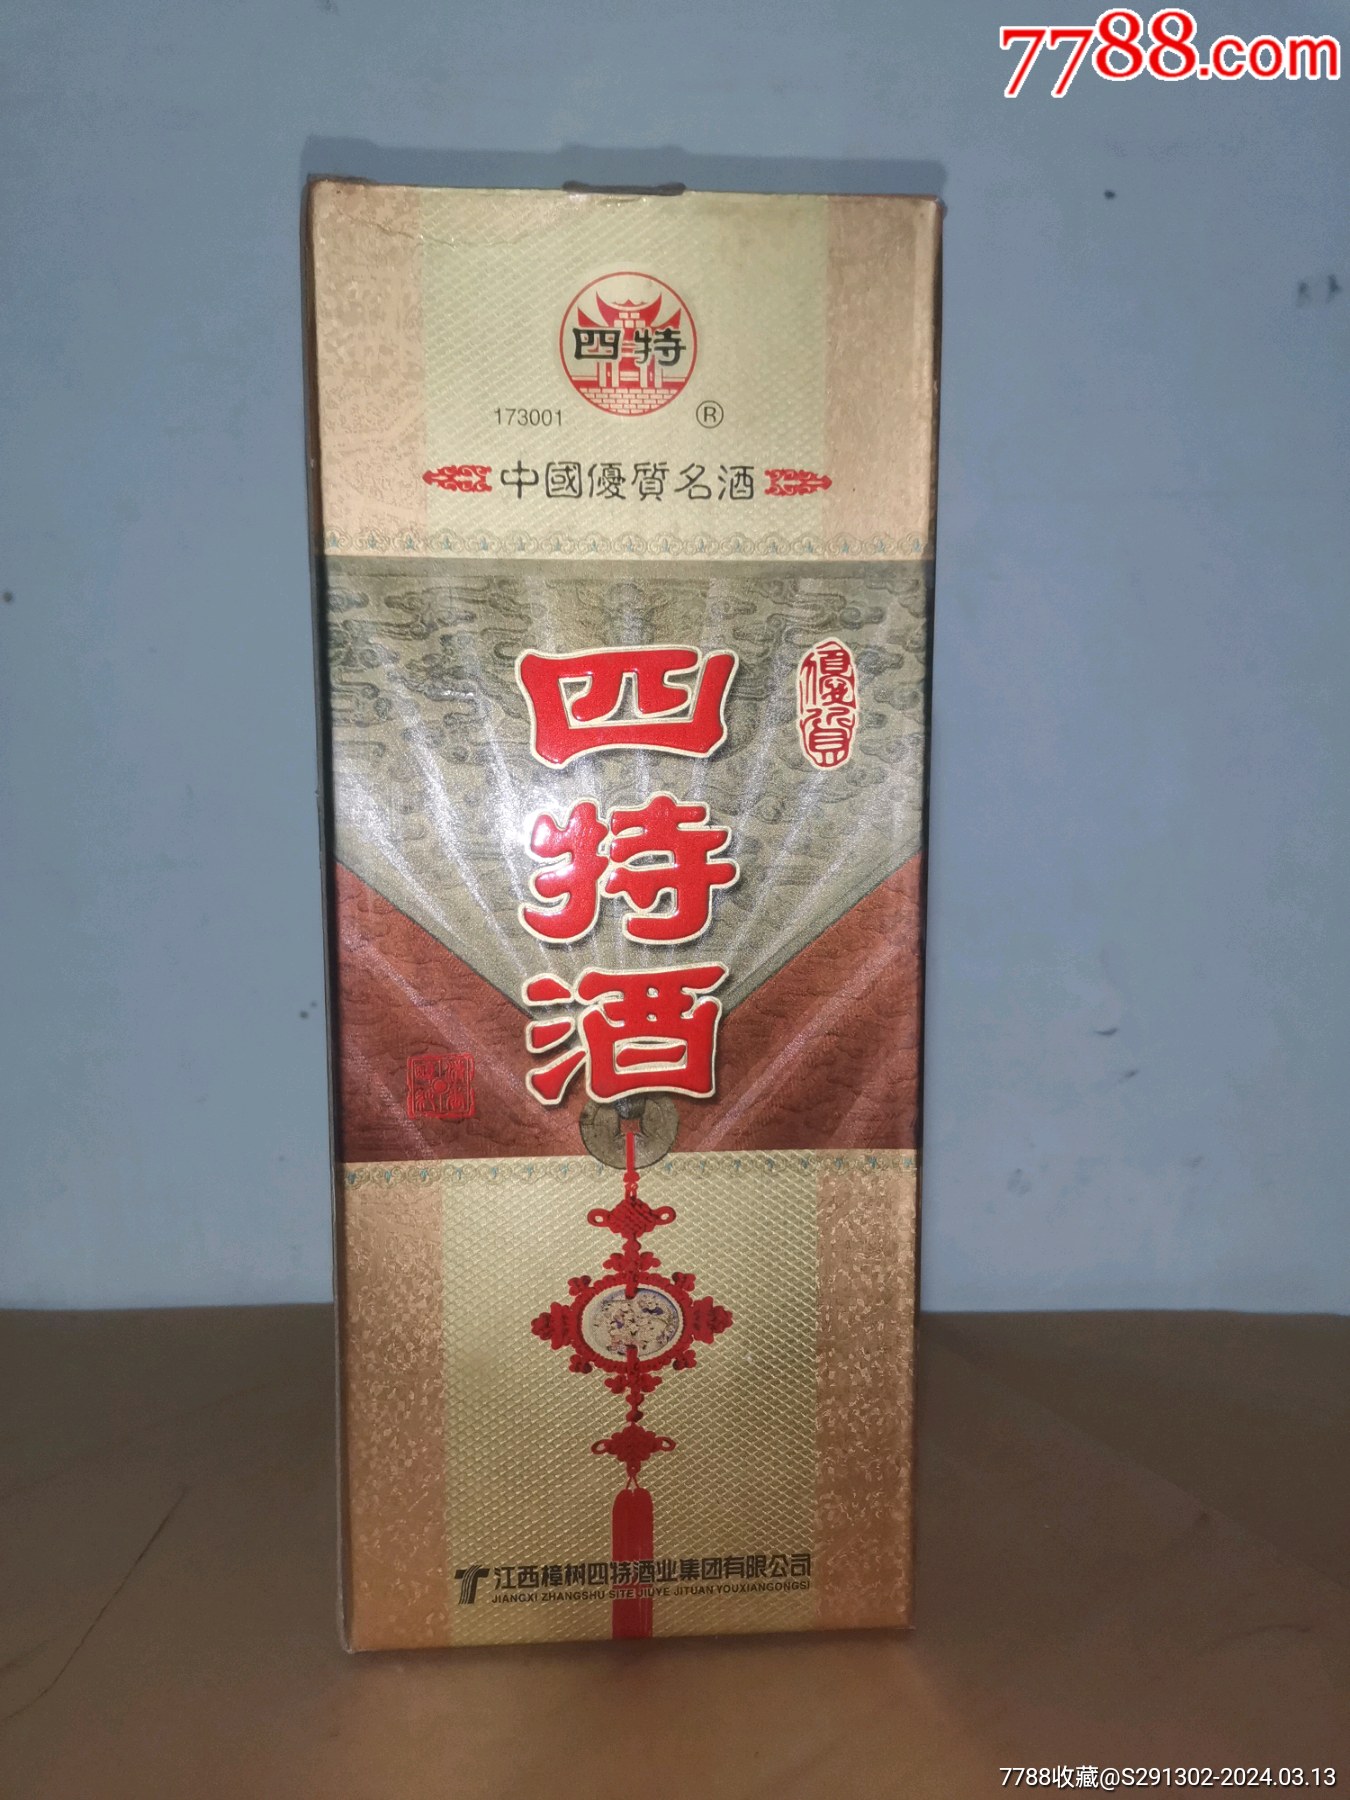 7788.com
四特
173001
®
中國優質名酒
優質
四
特
酒
江西樟树四特酒业集团有限公司
JIANGXI ZHANGSHU SITE JIUYE JITUAN YOUXIANGONGSI
7788收藏@S291302-2024.03.13